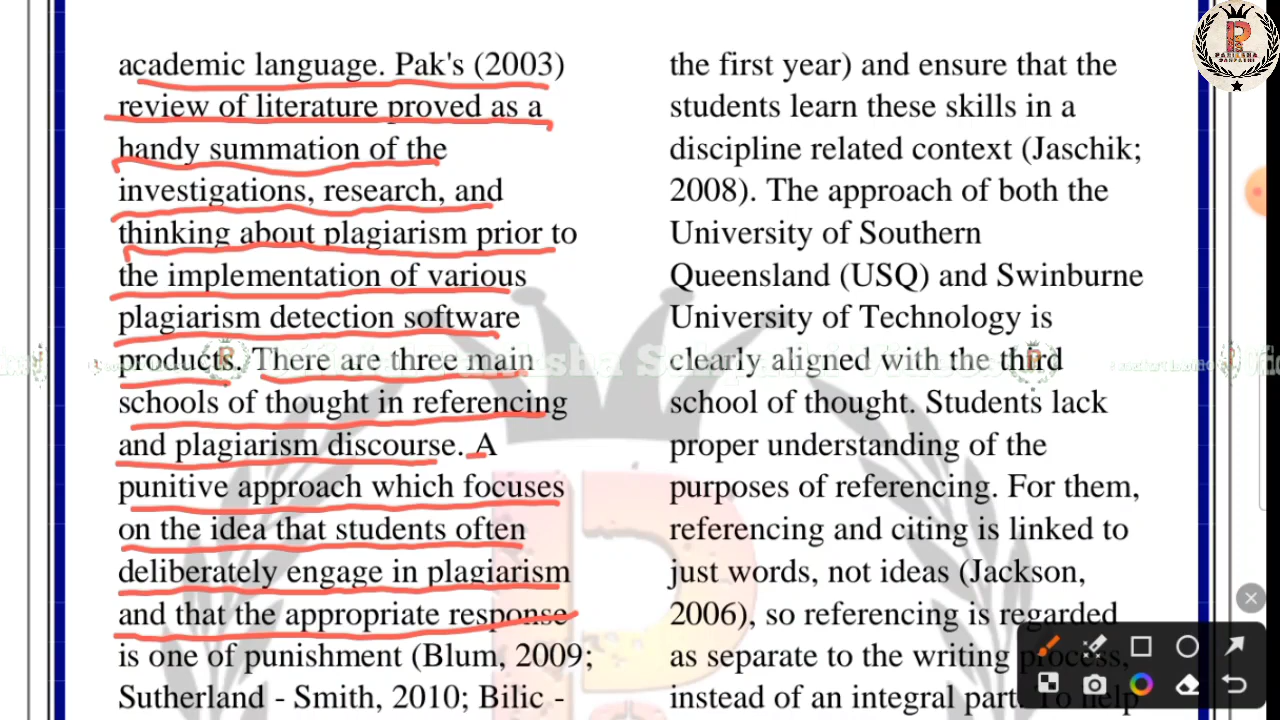 academic language. Pak's (2003)
review of literature proved as a
handy summation of the
investigations, research, and
thinking about plagiarism prior to
the implementation of various
plagiarism detection software
products. There are three main
schools of thought in referencing
and plagiarism discourse. A
punitive approach which focuses
on the idea that students often
deliberately engage in plagiarism
and that the appropriate response
is one of punishment (Blum, 2009;
Sutherland - Smith, 2010; Bilic -
the first year) and ensure that the
students learn these skills in a
discipline related context (Jaschik;
2008). The approach of both the
University of Southern
Queensland (USQ) and Swinburne
University of Technology is
clearly aligned with the third
school of thought. Students lack
proper understanding of the
purposes of referencing. For them,
referencing and citing is linked to
just words, not ideas (Jackson,
2006), so referencing is regarded
as separate to the writing process,
instead of an integral part. To help